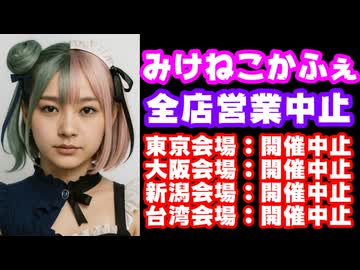 みけねこかふぇ
全店営業中止
東京会場：開催中止
大阪会場：開催中止
新潟会場：開催中止
台湾会場：開催中止